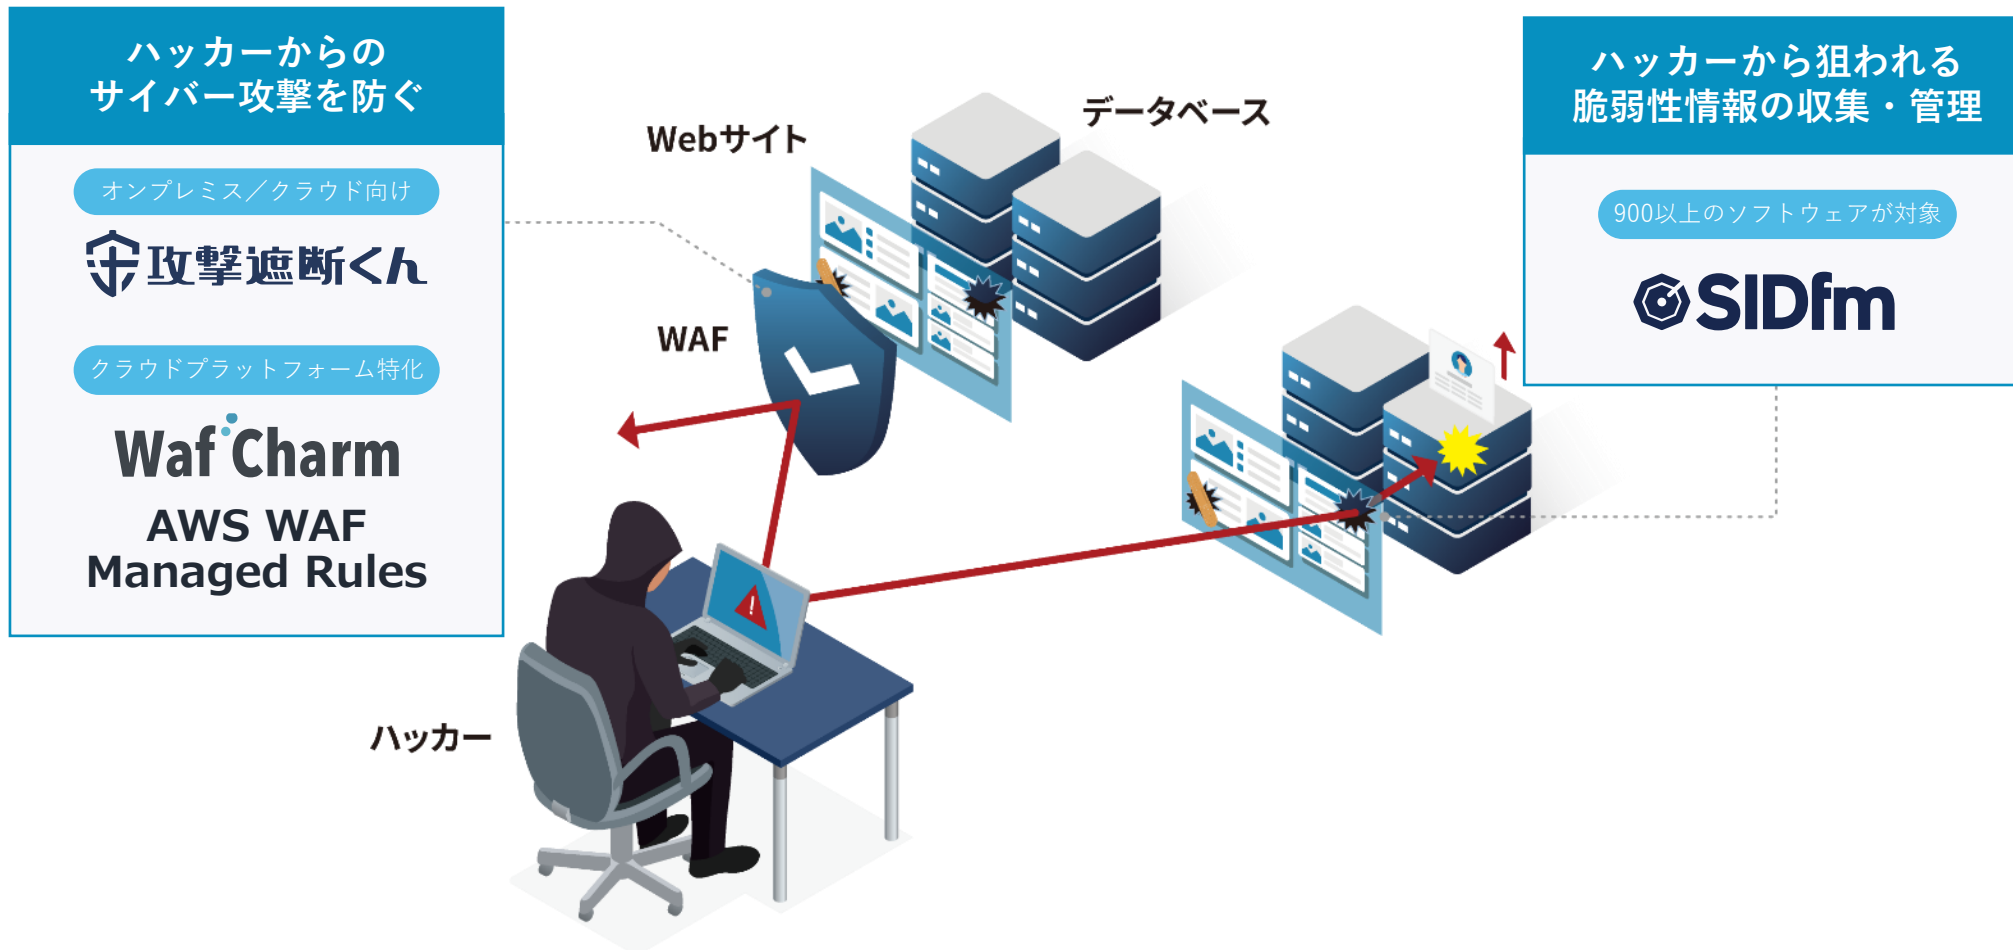 ハッカーからの
サイバー攻撃を防ぐ
オンプレミス／クラウド向け
攻撃遮断くん
クラウドプラットフォーム特化
WafCharm
AWS WAF
Managed Rules
Webサイト
データベース
WAF
ハッカー
ハッカーから狙われる
脆弱性情報の収集・管理
900以上のソフトウェアが対象
SIDfm